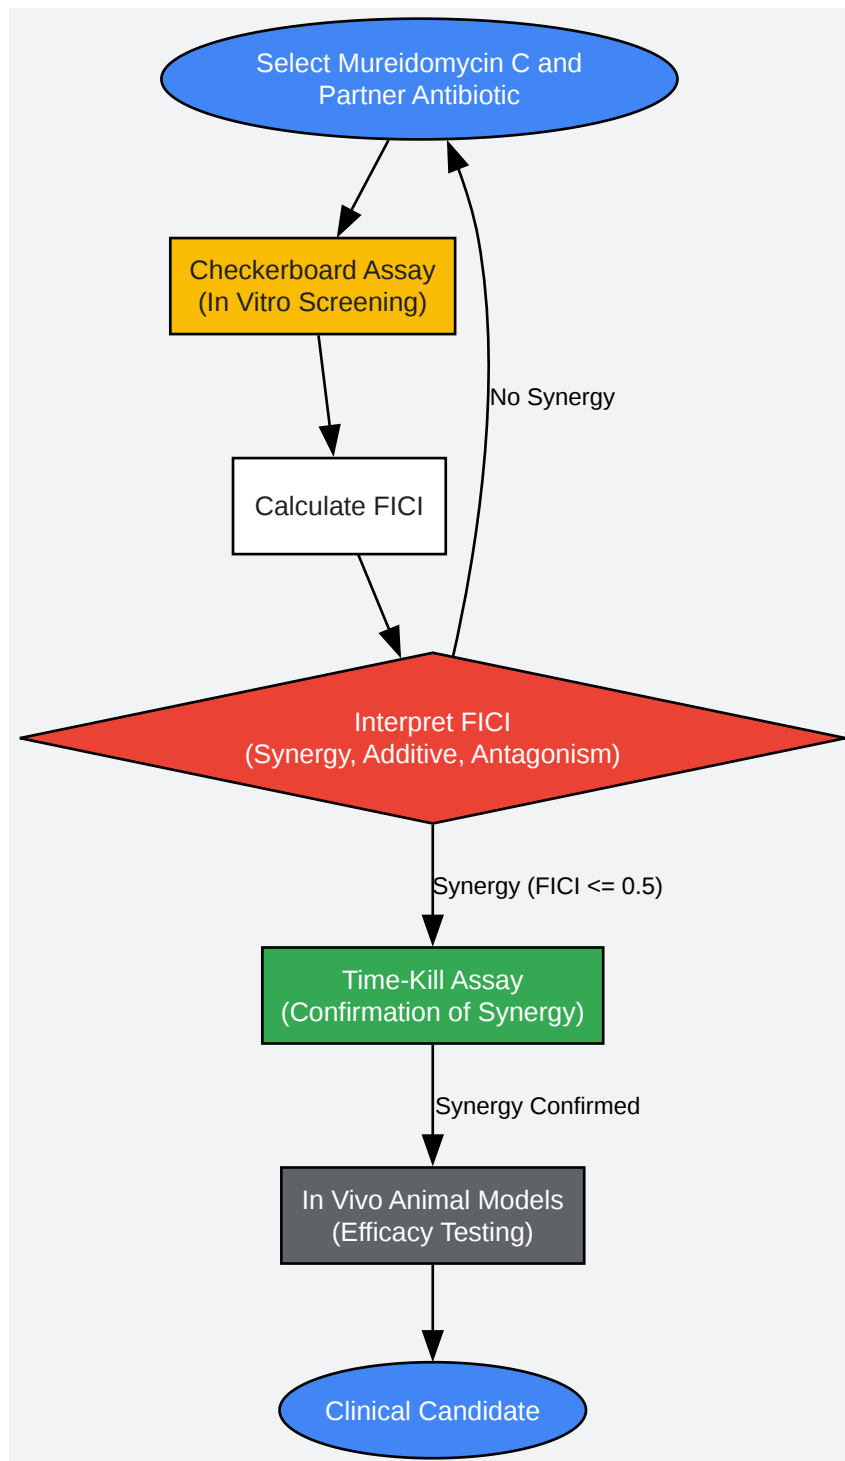 Select Mureidomycin C and
Partner Antibiotic
Checkerboard Assay
(In Vitro Screening)
No Synergy
Calculate FICI
Interpret FICI
(Synergy, Additive, Antagonism)
Synergy (FICI <= 0.5)
Time-Kill Assay
(Confirmation of Synergy)
Synergy Confirmed
In Vivo Animal Models
(Efficacy Testing)
Clinical Candidate